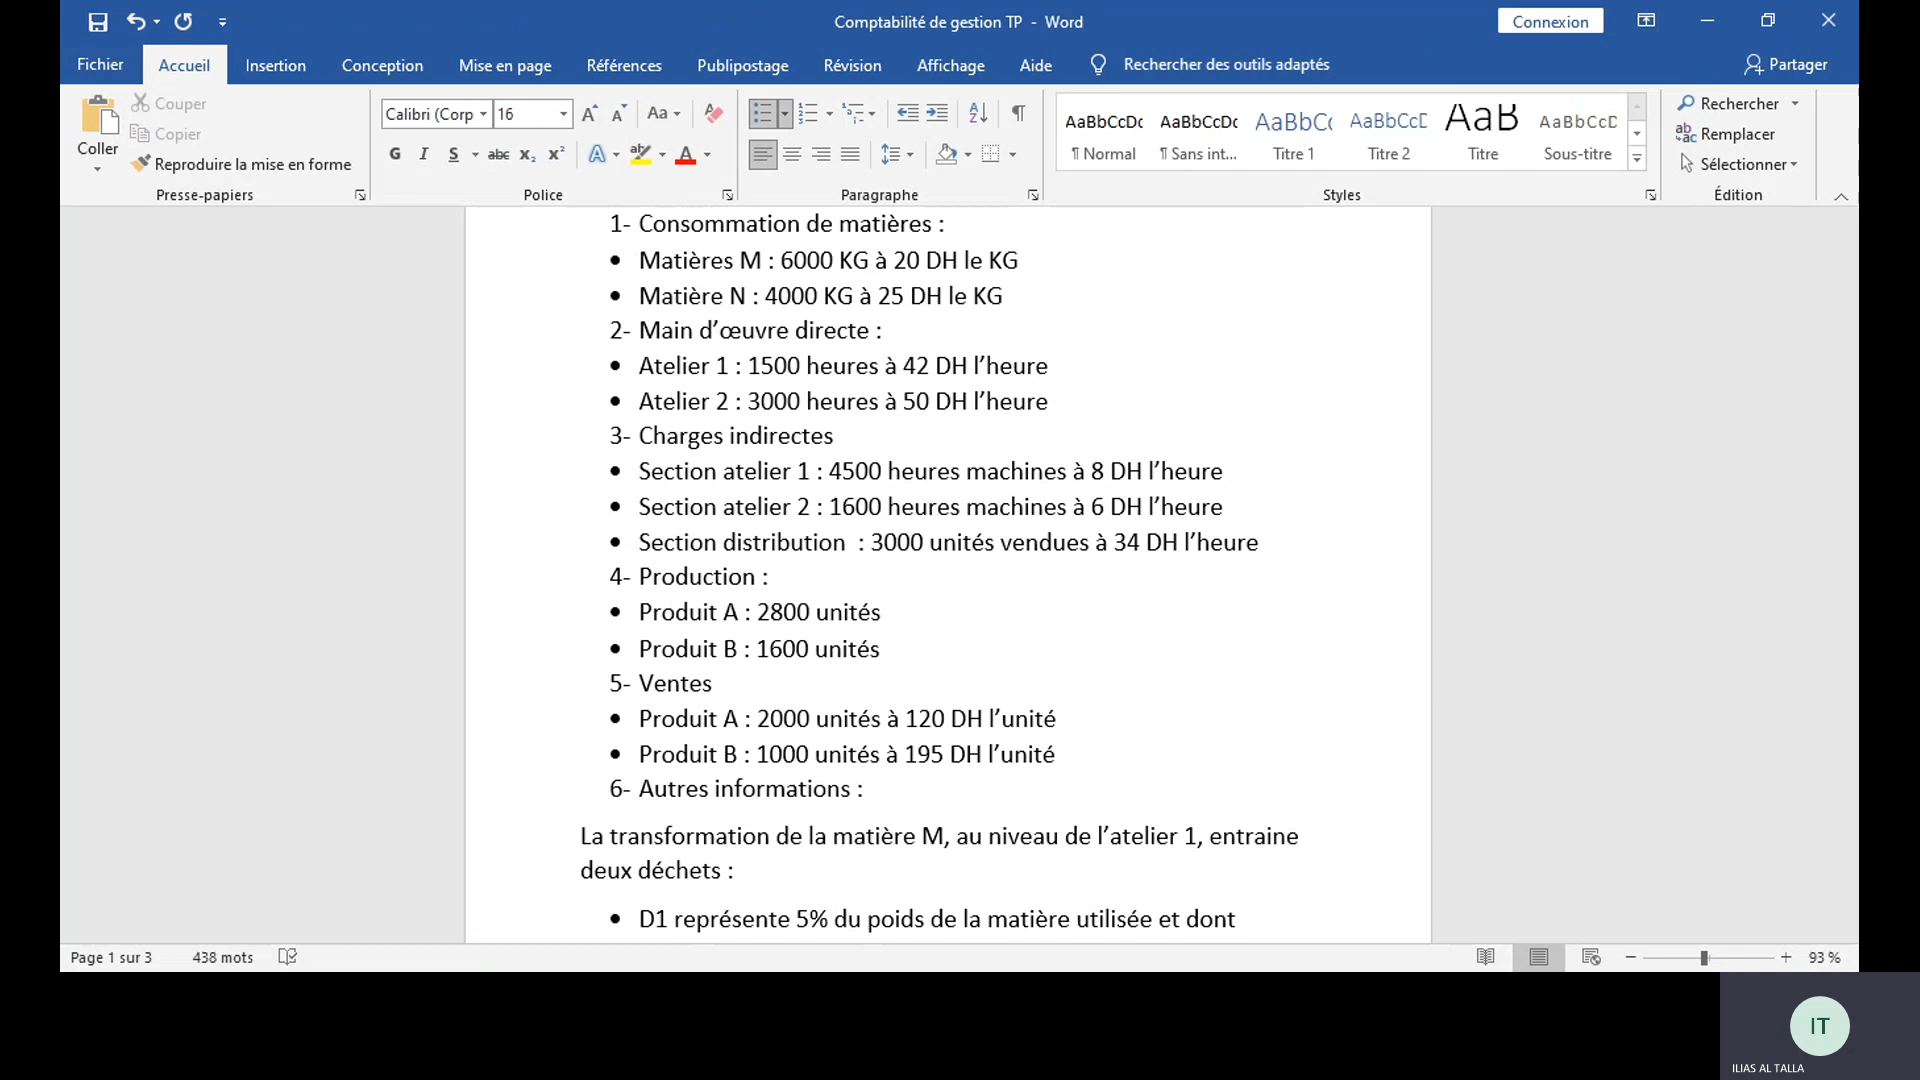 Comptabilité de gestion TP - Word
Connexion
Fichier
Accueil
Insertion
Conception
Mise en page
Références
Publipostage
Révision
Affichage
Aide
Rechercher des outils adaptés
Partager
Coller
Couper
Copier
Reproduire la mise en forme
Presse-papiers
Calibri (Corp
16
Aa
G I S abc x₂ x²
Police
Paragraphe
AaBbCcDc
¶ Normal
AaBbCcDc
¶ Sans int...
AaBbCc
Titre 1
AaBbCcD
Titre 2
AaB
Titre
AaBbCcD
Sous-titre
Styles
Rechercher
Remplacer
Sélectionner
Édition
1- Consommation de matières :
• Matières M : 6000 KG à 20 DH le KG
• Matière N : 4000 KG à 25 DH le KG
2- Main d’œuvre directe :
• Atelier 1 : 1500 heures à 42 DH l’heure
• Atelier 2 : 3000 heures à 50 DH l’heure
3- Charges indirectes
• Section atelier 1 : 4500 heures machines à 8 DH l’heure
• Section atelier 2 : 1600 heures machines à 6 DH l’heure
• Section distribution : 3000 unités vendues à 34 DH l’heure
4- Production :
• Produit A : 2800 unités
• Produit B : 1600 unités
5- Ventes
• Produit A : 2000 unités à 120 DH l’unité
• Produit B : 1000 unités à 195 DH l’unité
6- Autres informations :
La transformation de la matière M, au niveau de l’atelier 1, entraine
deux déchets :
• D1 représente 5% du poids de la matière utilisée et dont
Page 1 sur 3
438 mots
93 %
IT
ILIAS AL TALLA